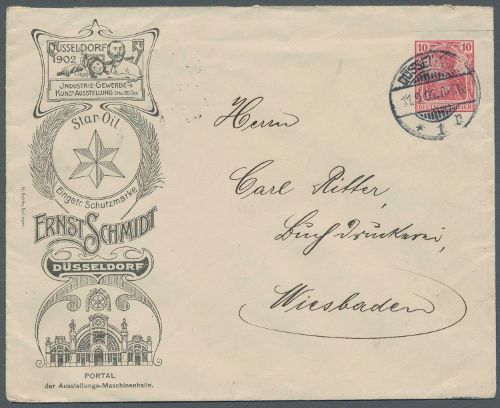 DÜSSELDORF
1902
INDUSTRIE-GEWERBE-u.
KUNST AUSSTELLUNG
Star Oil
Eingetr. Schutzmarke
ERNST SCHMIDT
DÜSSELDORF
PORTAL
der Ausstellungs-Maschinenhalle.
10 10
DÜSSEL
* 1 r
Herrn
Carl Ritter,
Buchdruckerei,
Wiesbaden